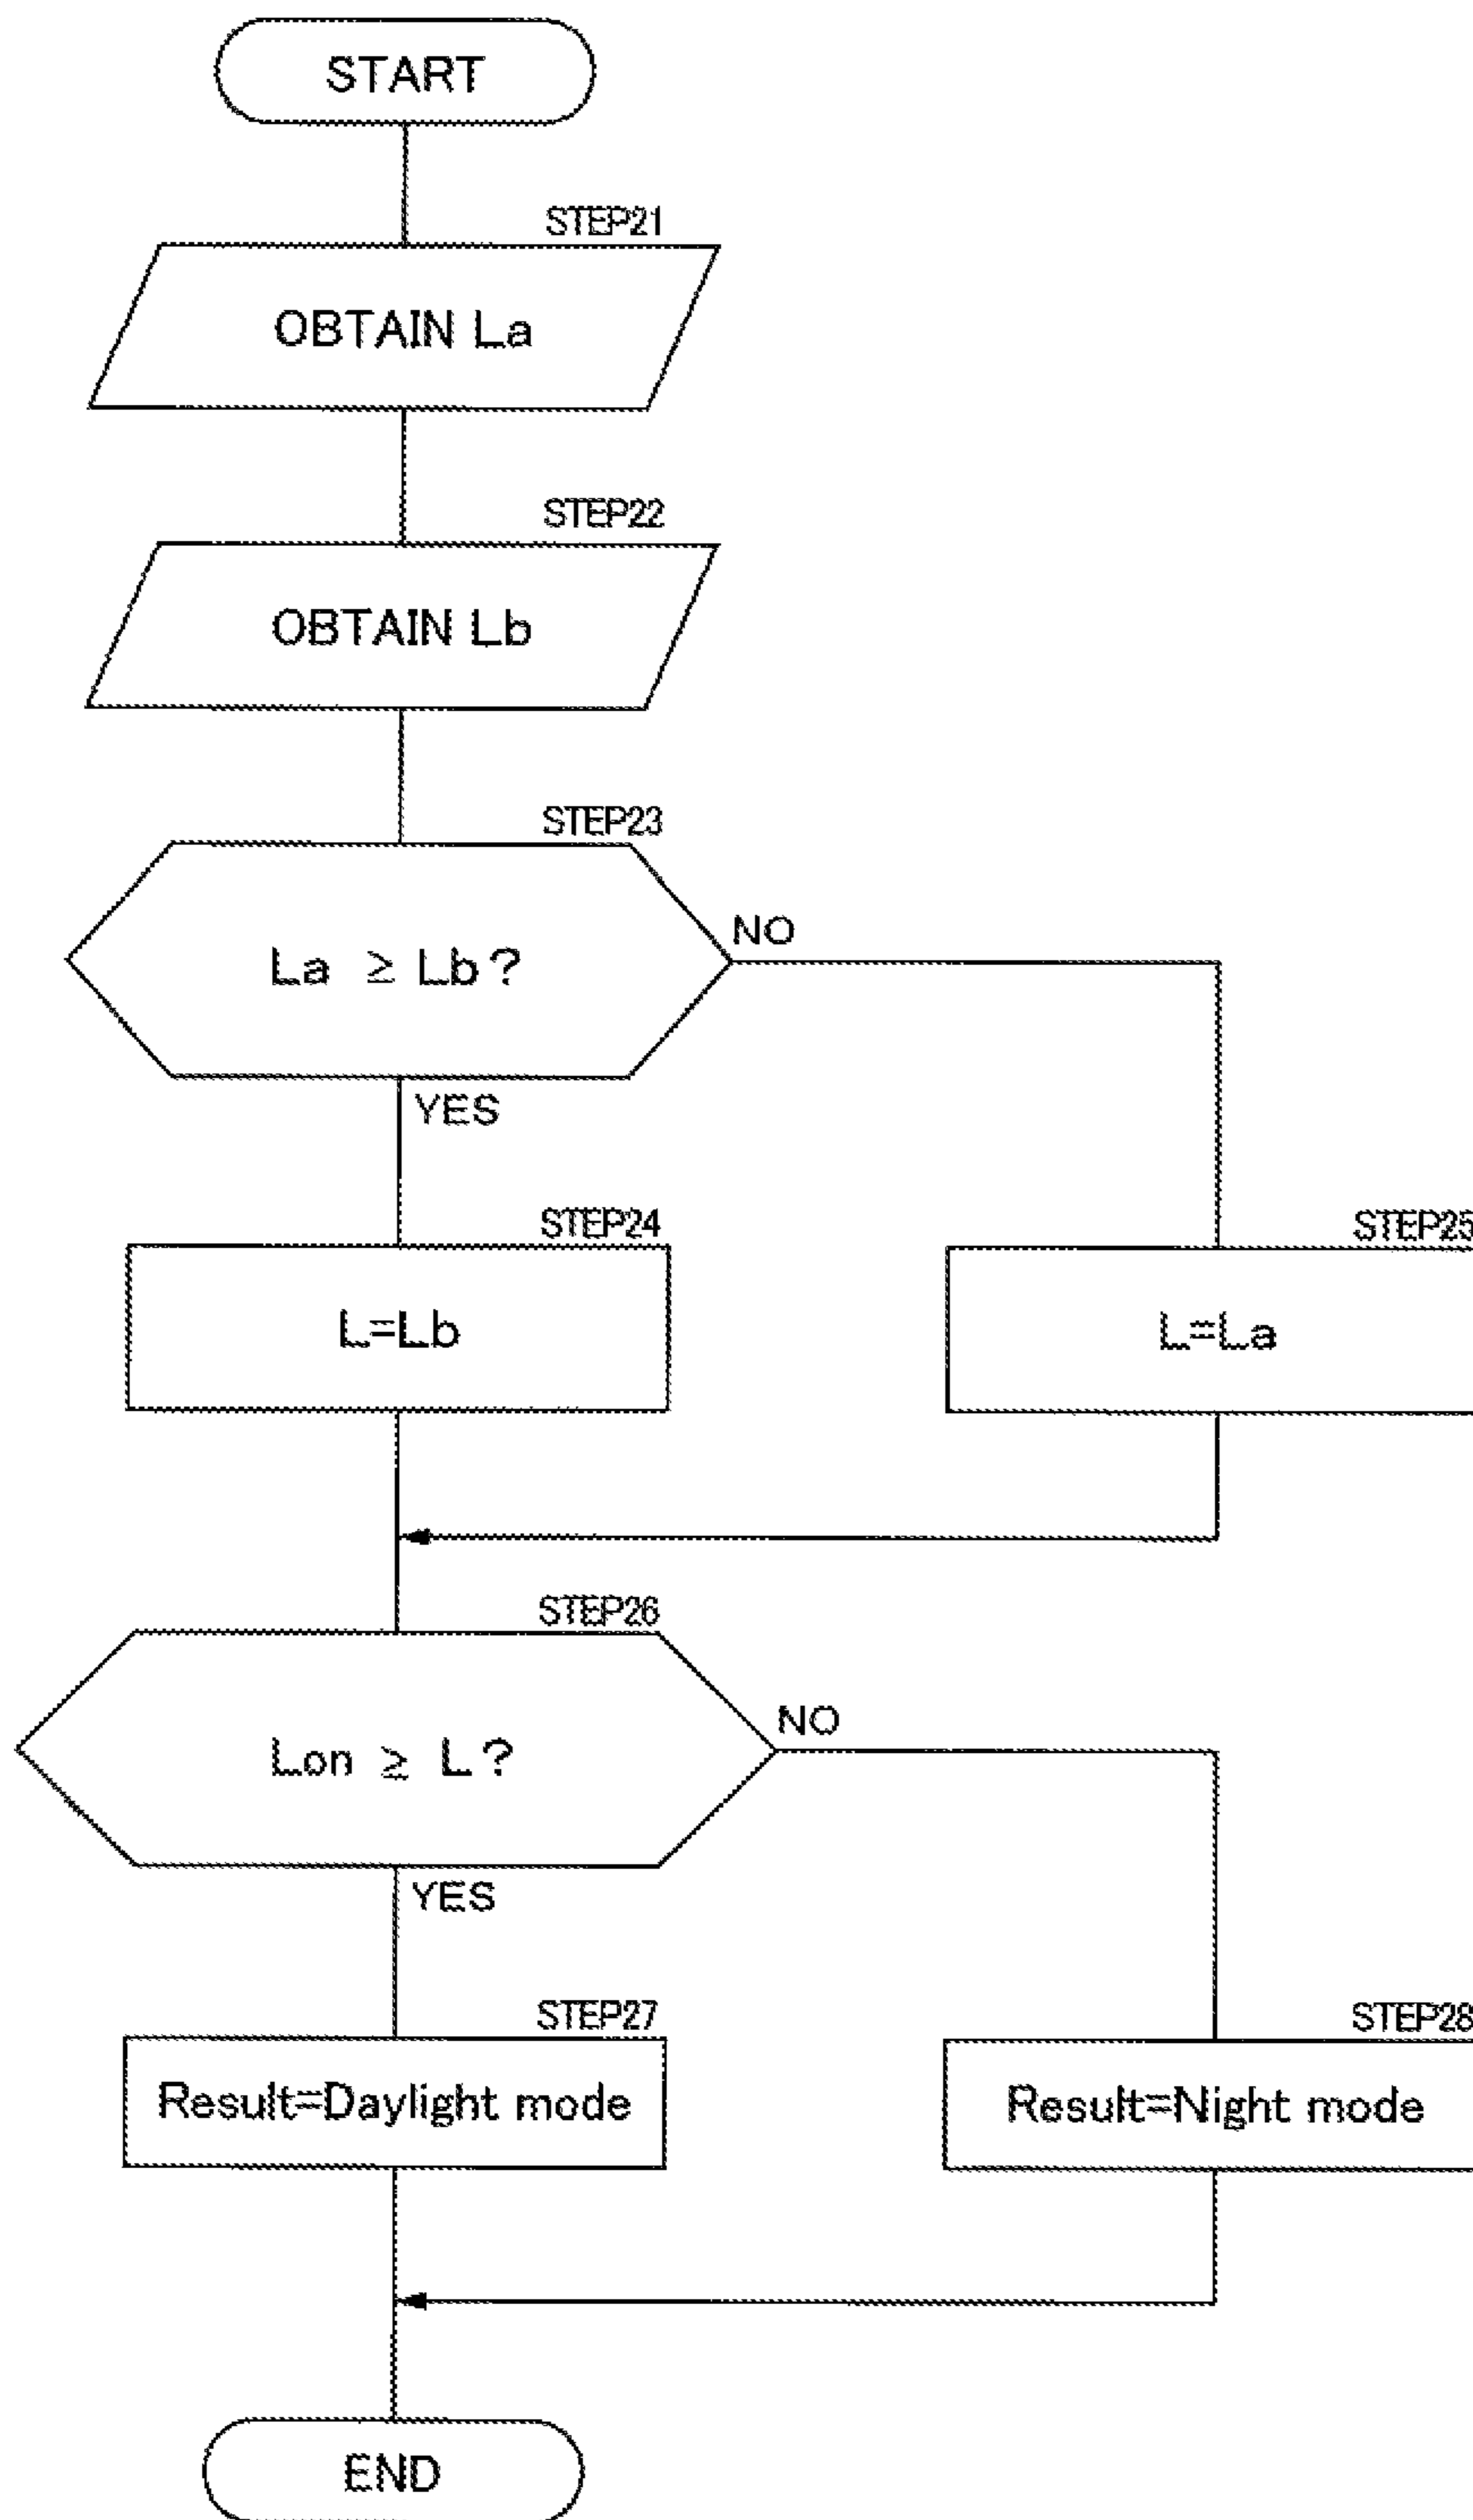 START
STEP21
OBTAIN La
STEP22
OBTAIN Lb
STEP23
La ≥ Lb?
NO
YES
STEP24
L=Lb
STEP25
L=La
STEP26
Lon ≥ L?
NO
YES
STEP27
Result=Daylight mode
STEP28
Result=Night mode
END